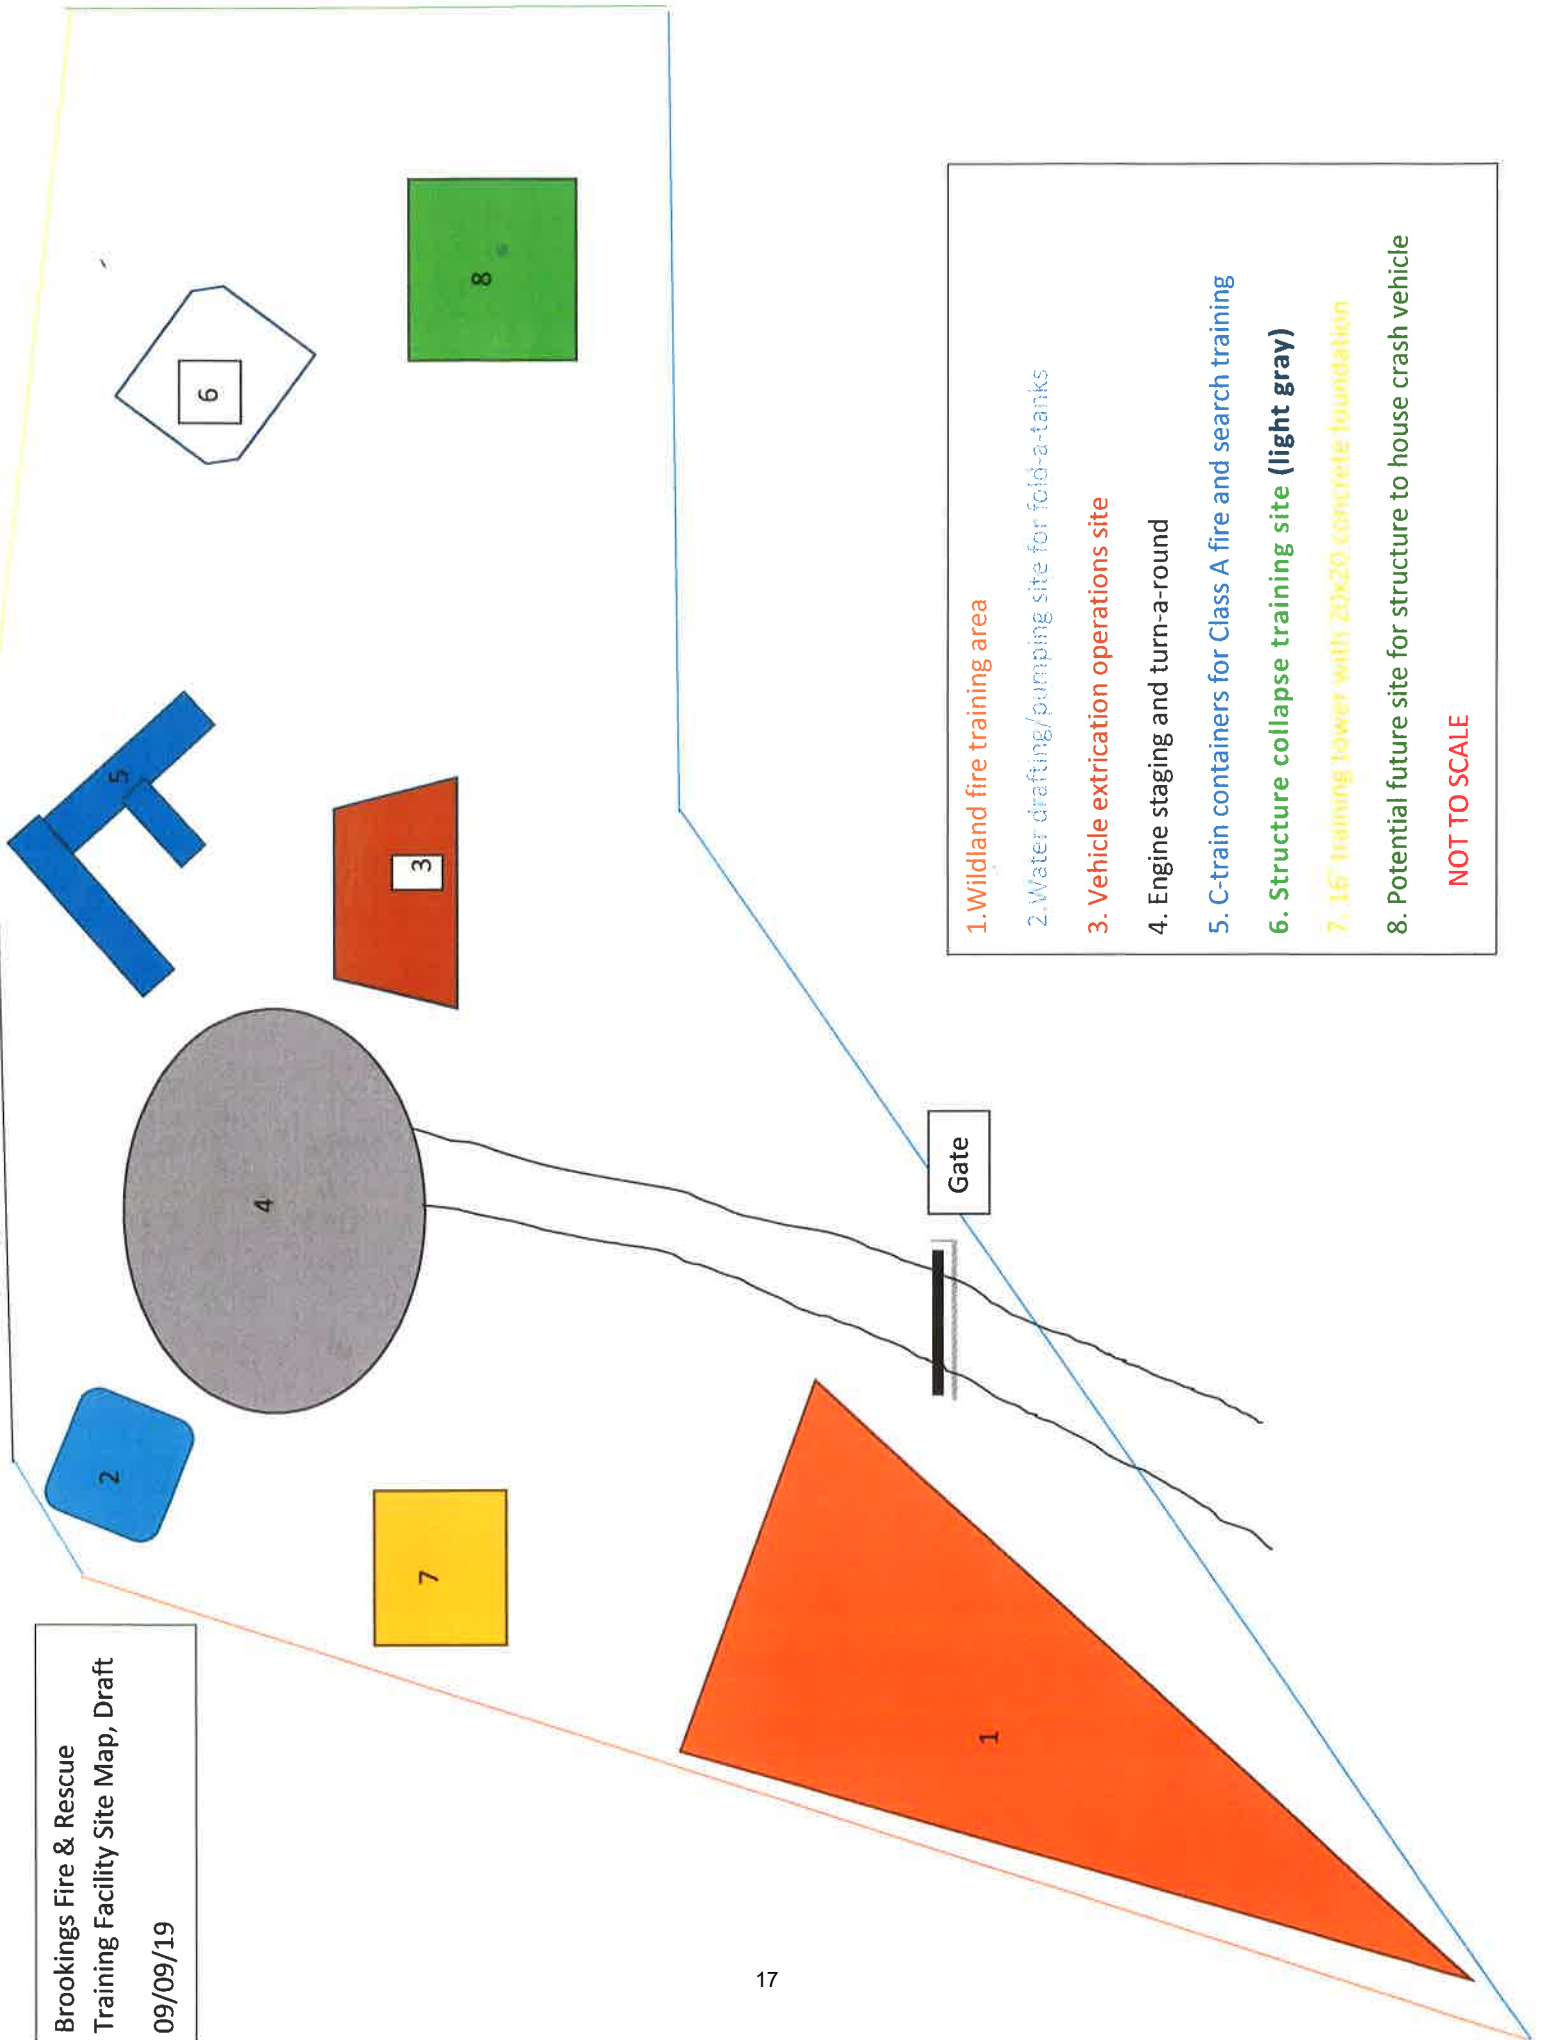 Brookings Fire & Rescue
Training Facility Site Map, Draft
09/09/19
2
4
5
6
7
3
8
1
Gate
1.Wildland fire training area
2.Water drafting/pumping site for fold-a-tanks
3. Vehicle extrication operations site
4. Engine staging and turn-a-round
5. C-train containers for Class A fire and search training
6. Structure collapse training site (light gray)
7. 16' training tower with 20x20 concrete foundation
8. Potential future site for structure to house crash vehicle
NOT TO SCALE
17